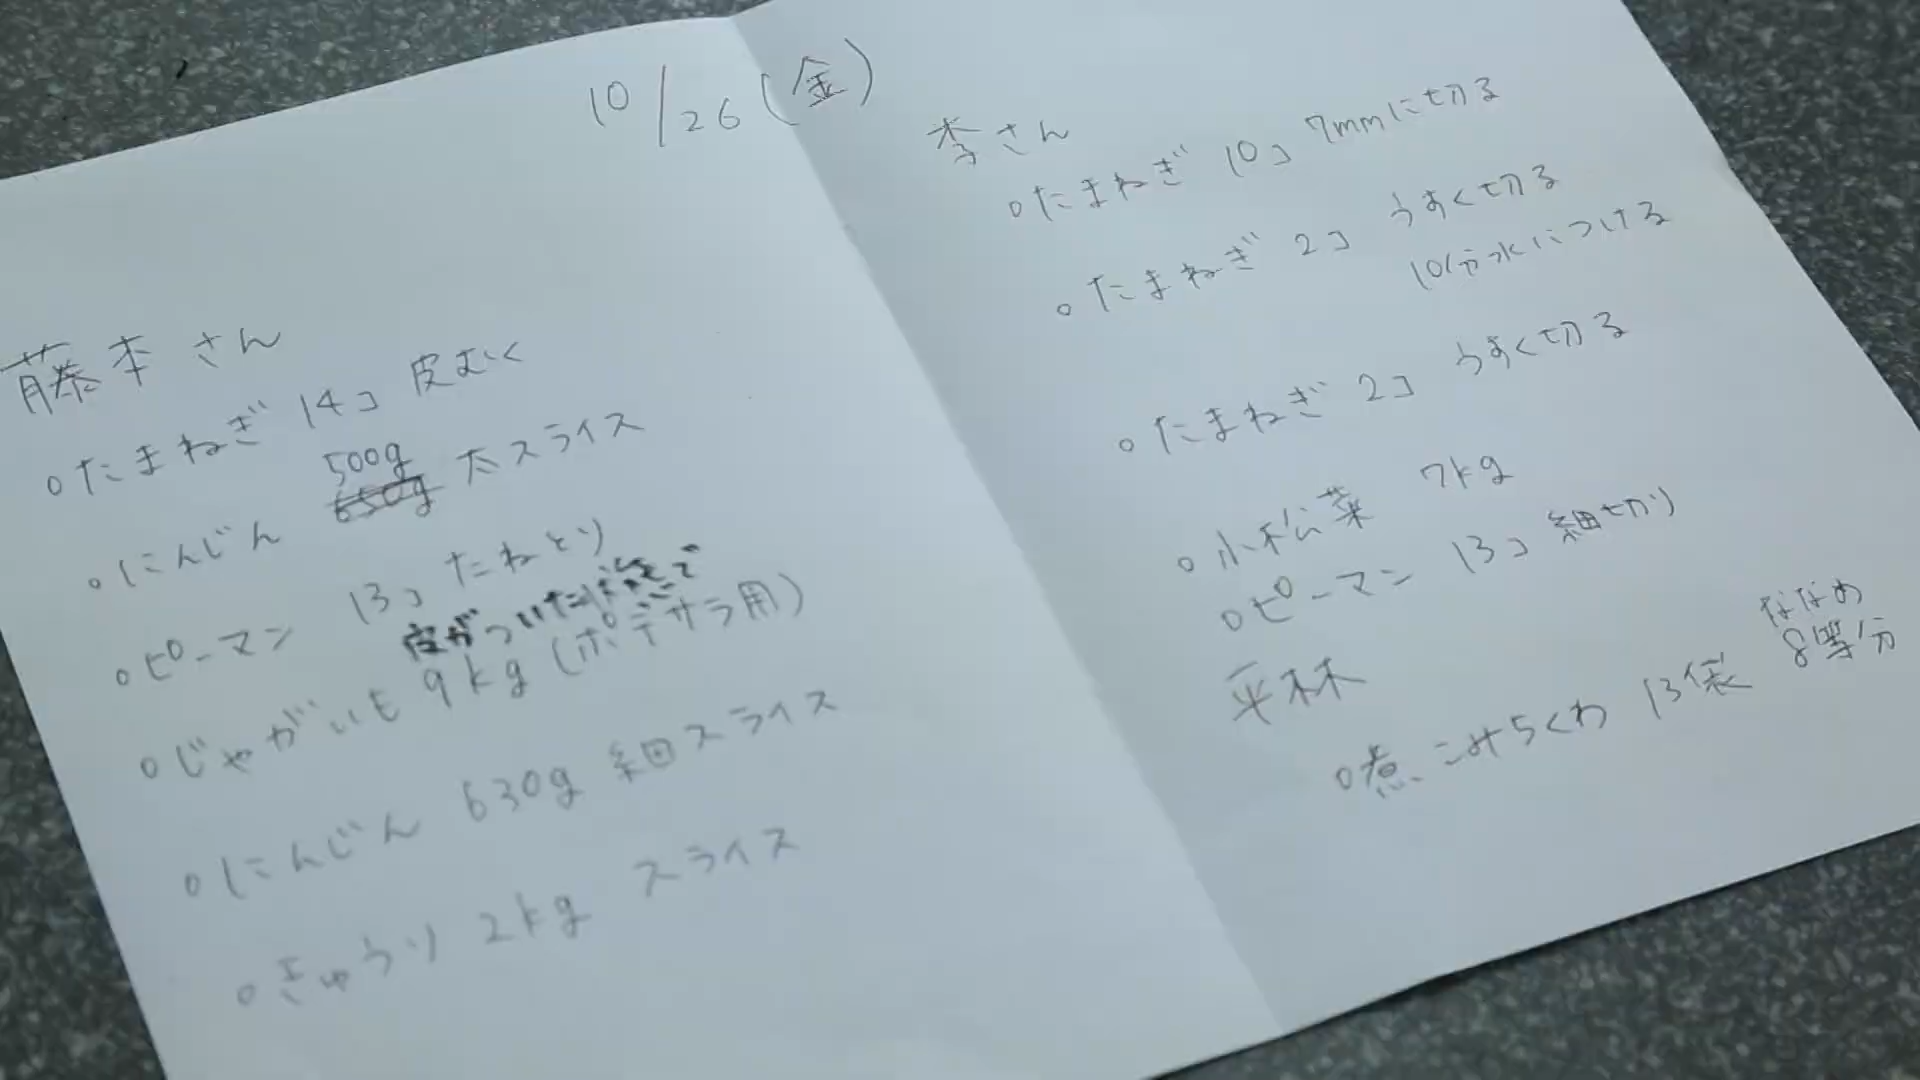 10/26(金)
藤本さん
○たまねぎ 14コ 皮むく
500g
○にんじん 650g 太スライス
○ピーマン 13コ たねとり
皮がついた状態で
○じゃがいも 9kg (ポテサラ用)
○にんじん 630g 細スライス
○きゅうり 2kg スライス
李さん
○たまねぎ 10コ 7mmに切る
○たまねぎ 2コ うすく切る
10分水につける
○たまねぎ 2コ うすく切る
○小松菜 7kg
○ピーマン 13コ 細切り
平林
ななめ
○煮こみちくわ 13袋 8等分